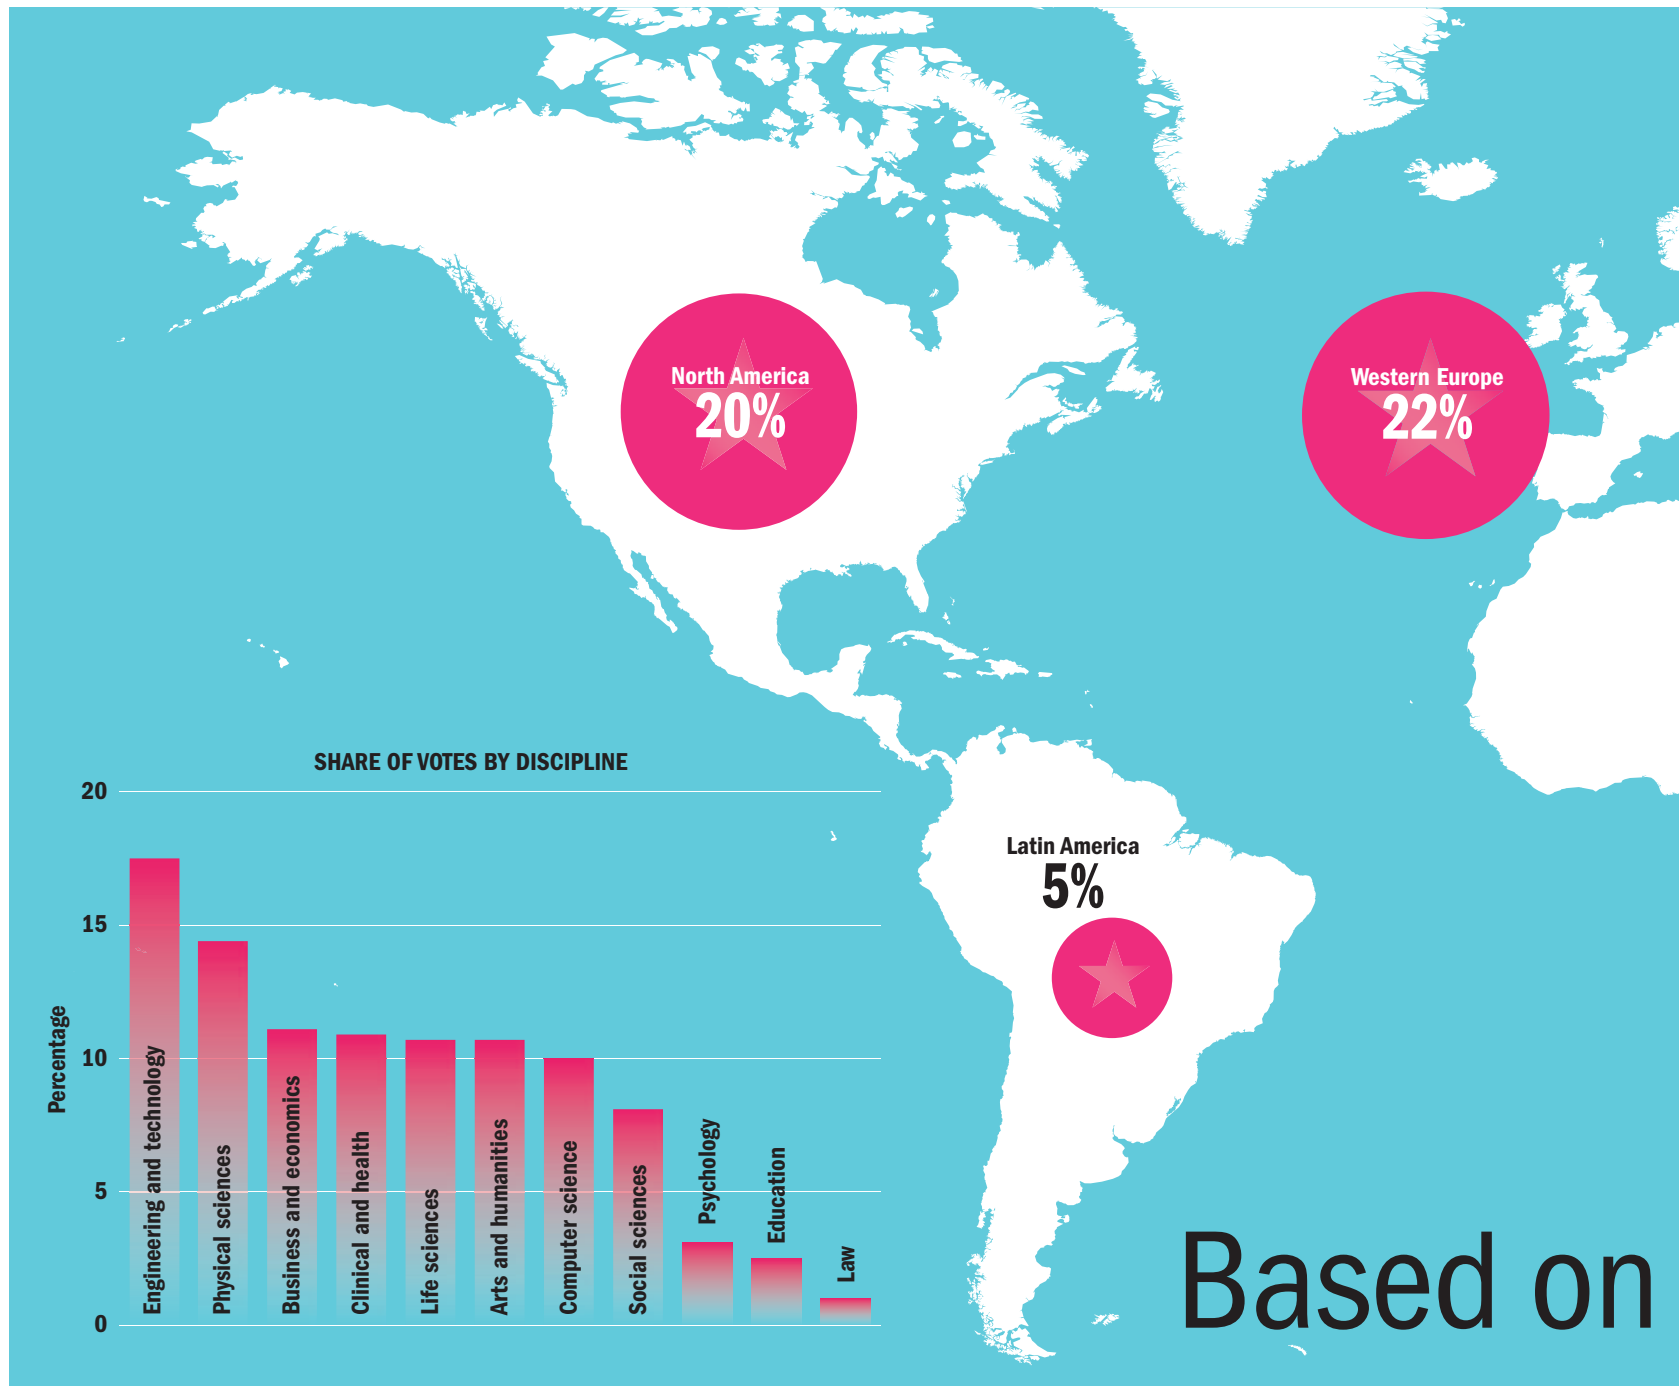 North America
20%
Western Europe
22%
Latin America
5%
SHARE OF VOTES BY DISCIPLINE
Percentage
20
15
10
5
0
Engineering and technology
Physical sciences
Business and economics
Clinical and health
Life sciences
Arts and humanities
Computer science
Social sciences
Psychology
Education
Law
Based on